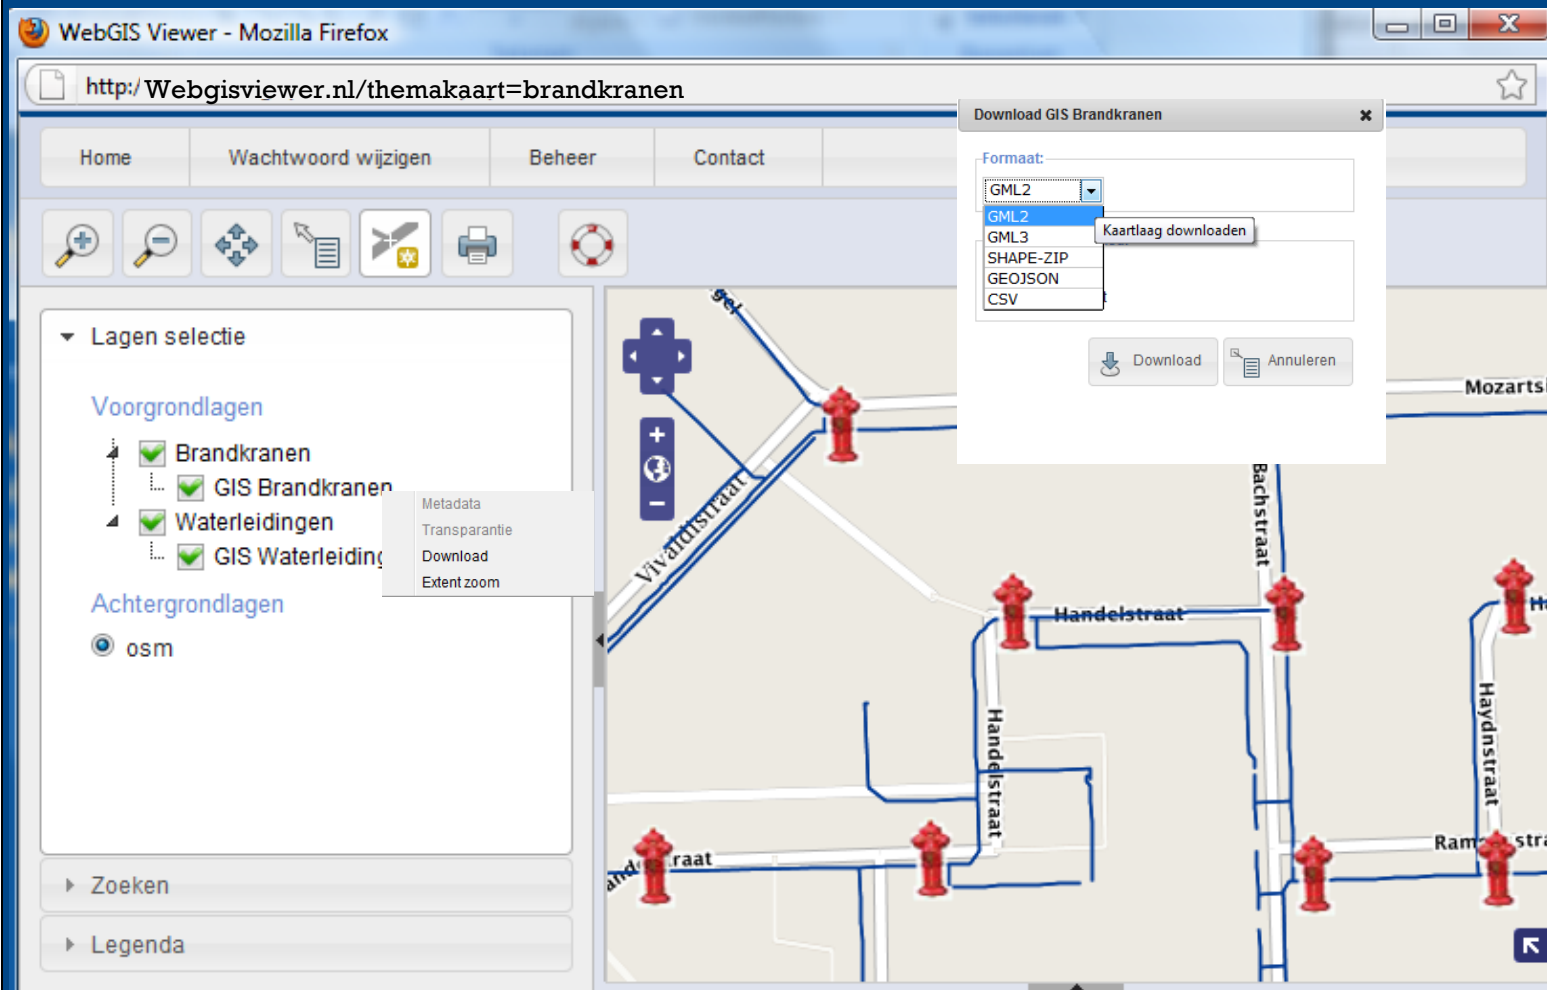 WebGIS Viewer - Mozilla Firefox
http:/Webgisviewer.nl/themakaart=brandkranen
Home
Wachtwoord wijzigen
Beheer
Contact
Download GIS Brandkranen
Formaat:
GML2
GML2
GML3
SHAPE-ZIP
GEOJSON
CSV
Kaartlaag downloaden
Download
Annuleren
Lagen selectie
Voorgrondlagen
Brandkranen
GIS Brandkranen
Waterleidingen
GIS Waterleiding
Achtergrondlagen
osm
Metadata
Transparantie
Download
Extent zoom
Zoeken
Legenda
Mozarts
Vivaldistraat
Bachstraat
Handelstraat
Handelstraat
Haydnstraat